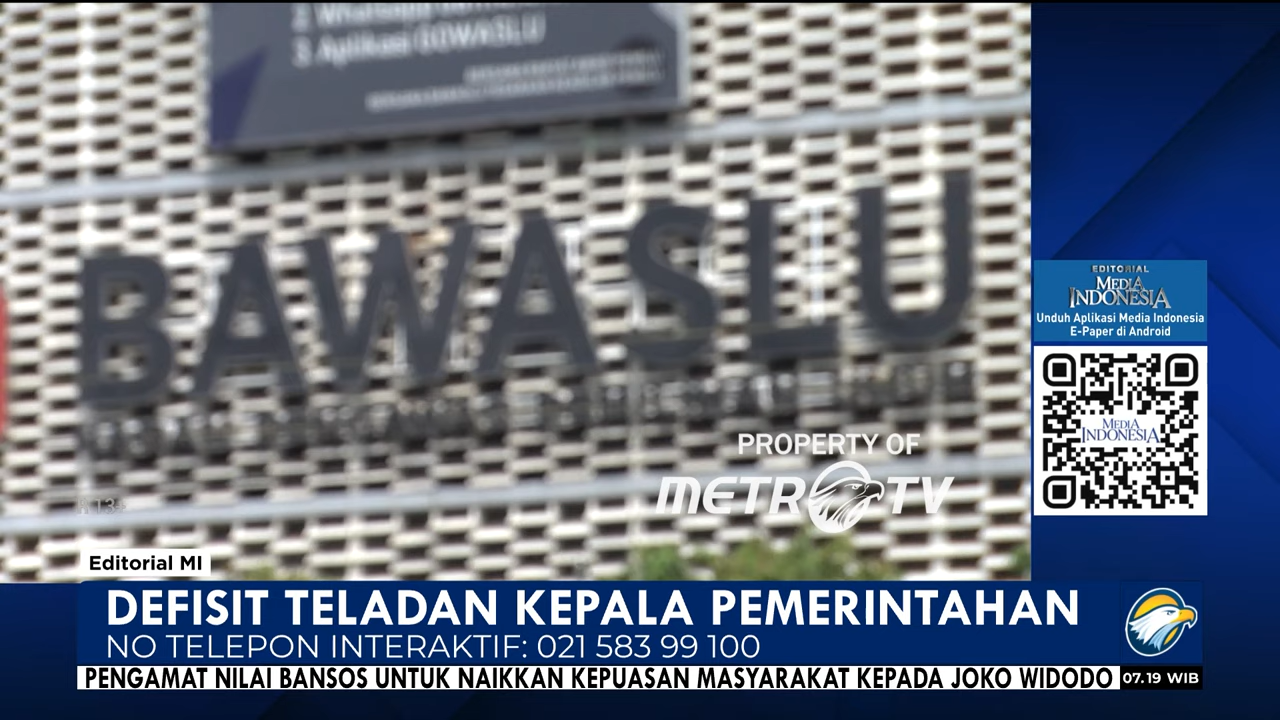 3. Aplikasi GOWASLU
BAWASLU
PROPERTY OF
METRO TV
R 13+
EDITORIAL
MEDIA
INDONESIA
Unduh Aplikasi Media Indonesia
E-Paper di Android
MEDIA
INDONESIA
Editorial MI
DEFISIT TELADAN KEPALA PEMERINTAHAN
NO TELEPON INTERAKTIF: 021 583 99 100
PENGAMAT NILAI BANSOS UNTUK NAIKKAN KEPUASAN MASYARAKAT KEPADA JOKO WIDODO
07.19 WIB